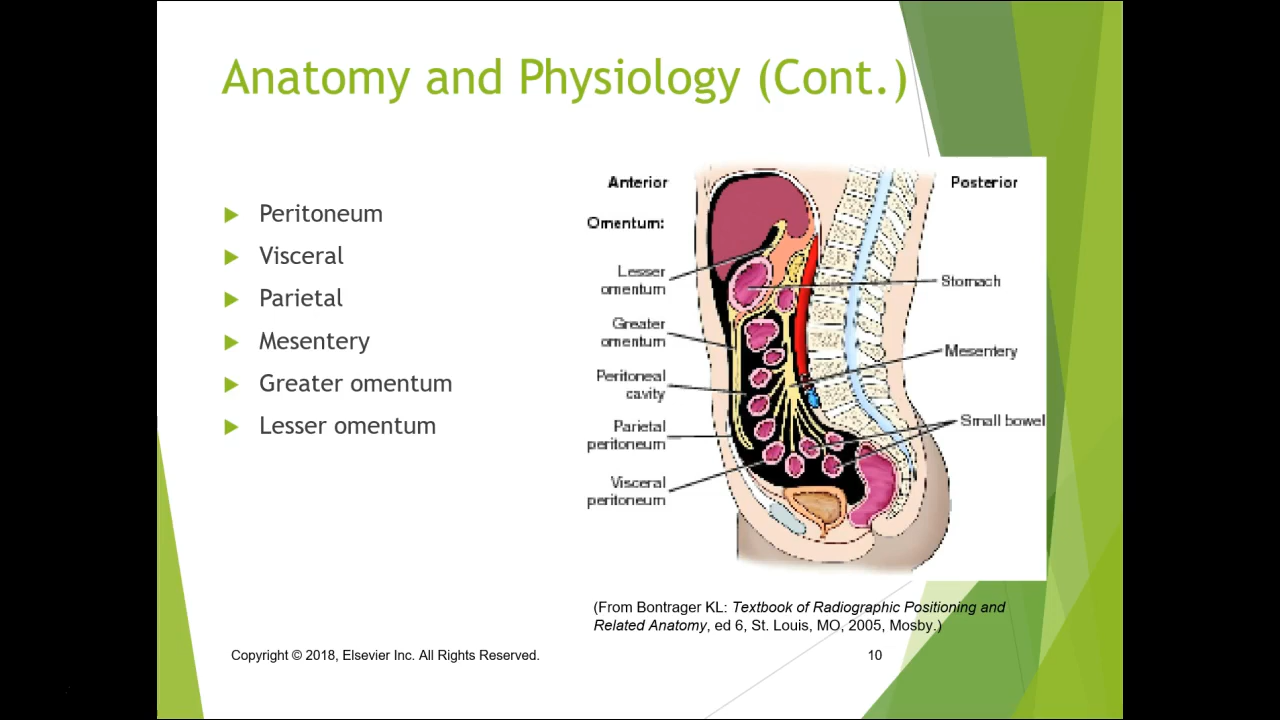 Anatomy and Physiology (Cont.)
Peritoneum
Visceral
Parietal
Mesentery
Greater omentum
Lesser omentum
Anterior
Posterior
Omentum:
Lesser
omentum
Greater
omentum
Peritoneal
cavity
Parietal
peritoneum
Visceral
peritoneum
Stomach
Mesentery
Small bowel
(From Bontrager KL: Textbook of Radiographic Positioning and
Related Anatomy, ed 6, St. Louis, MO, 2005, Mosby.)
Copyright © 2018, Elsevier Inc. All Rights Reserved.
10